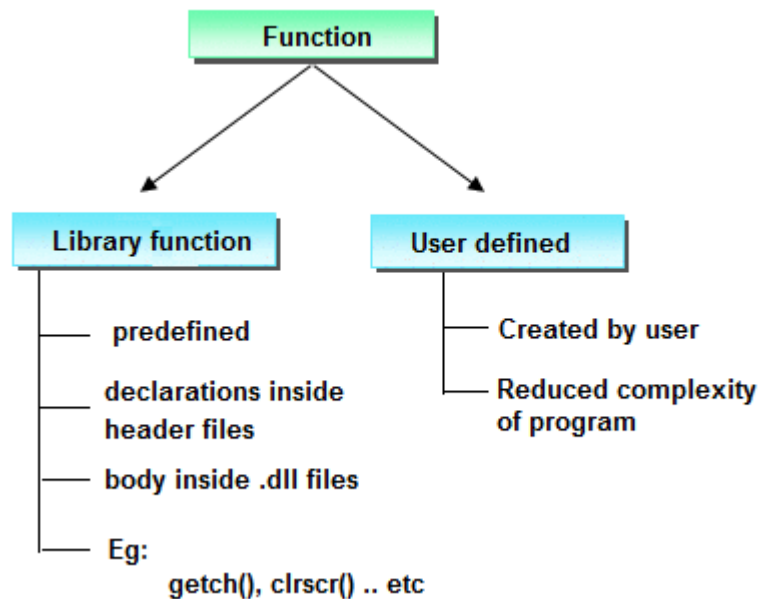 Function
Library function
predefined
declarations inside
header files
body inside .dll files
Eg:
getch(), clrscr() .. etc
User defined
Created by user
Reduced complexity
of program